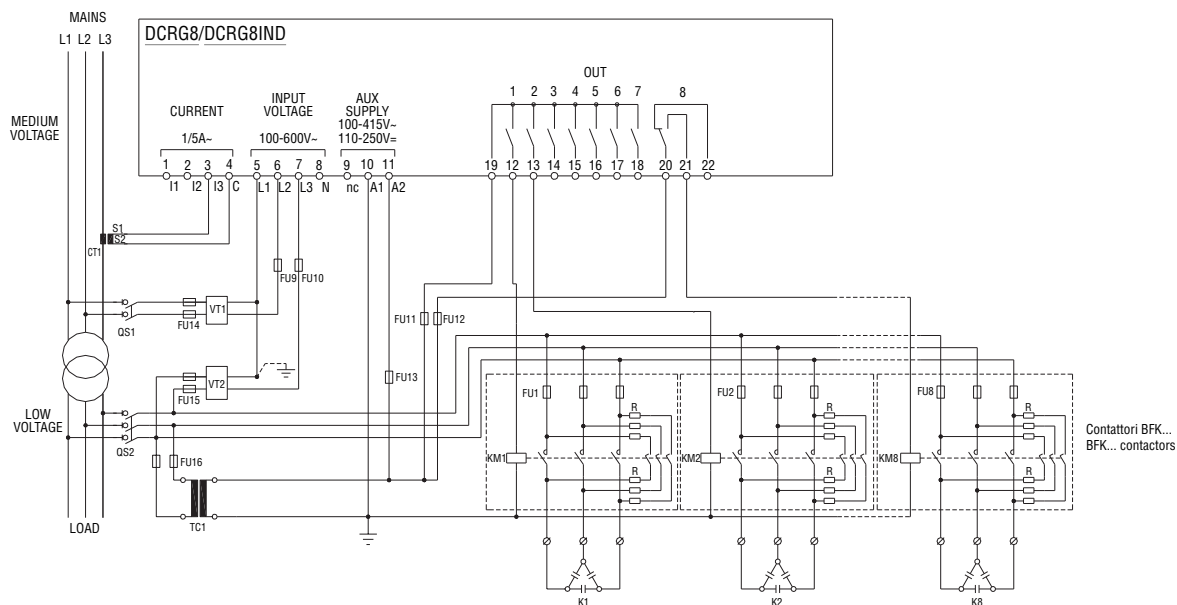 MAINS
L1 L2 L3
DCRG8/DCRG8IND
OUT
1 2 3 4 5 6 7 8
MEDIUM
VOLTAGE
CURRENT
1/5A~
INPUT
VOLTAGE
100-600V~
AUX
SUPPLY
100-415V~
110-250V=
1 2 3 4 5 6 7 8 9 10 11 19 12 13 14 15 16 17 18 20 21 22
I1 I2 I3 C L1 L2 L3 N nc A1 A2
S1
S2
CT1
FU9 FU10
VT1
FU14
QS1
FU11 FU12
VT2
FU15
FU13
LOW
VOLTAGE
QS2
FU16
TC1
LOAD
FU1 R
KM1
R
K1
FU2 R
KM2
R
K2
FU8 R
KM8
R
K8
Contattori BFK...
BFK... contactors